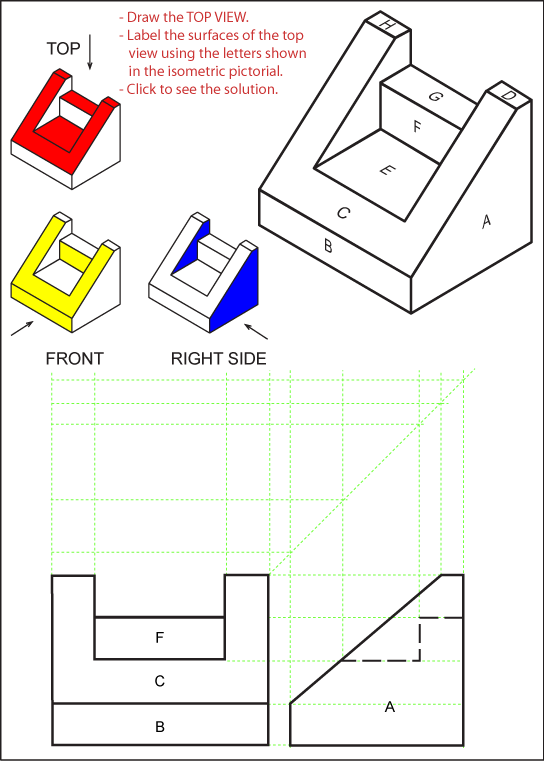 - Draw the TOP VIEW.
- Label the surfaces of the top
view using the letters shown
in the isometric pictorial.
- Click to see the solution.
TOP
H
G
D
F
E
C
A
B
FRONT
RIGHT SIDE
F
C
A
B